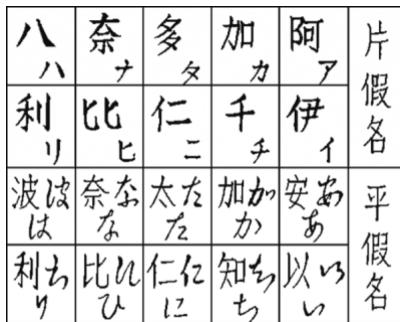 片假名
阿ア
加カ
多タ
奈ナ
八ハ
伊イ
千チ
仁ニ
比ヒ
利リ
平假名
安あ
加か
太た
奈な
波は
以い
知ち
仁に
比ひ
利り